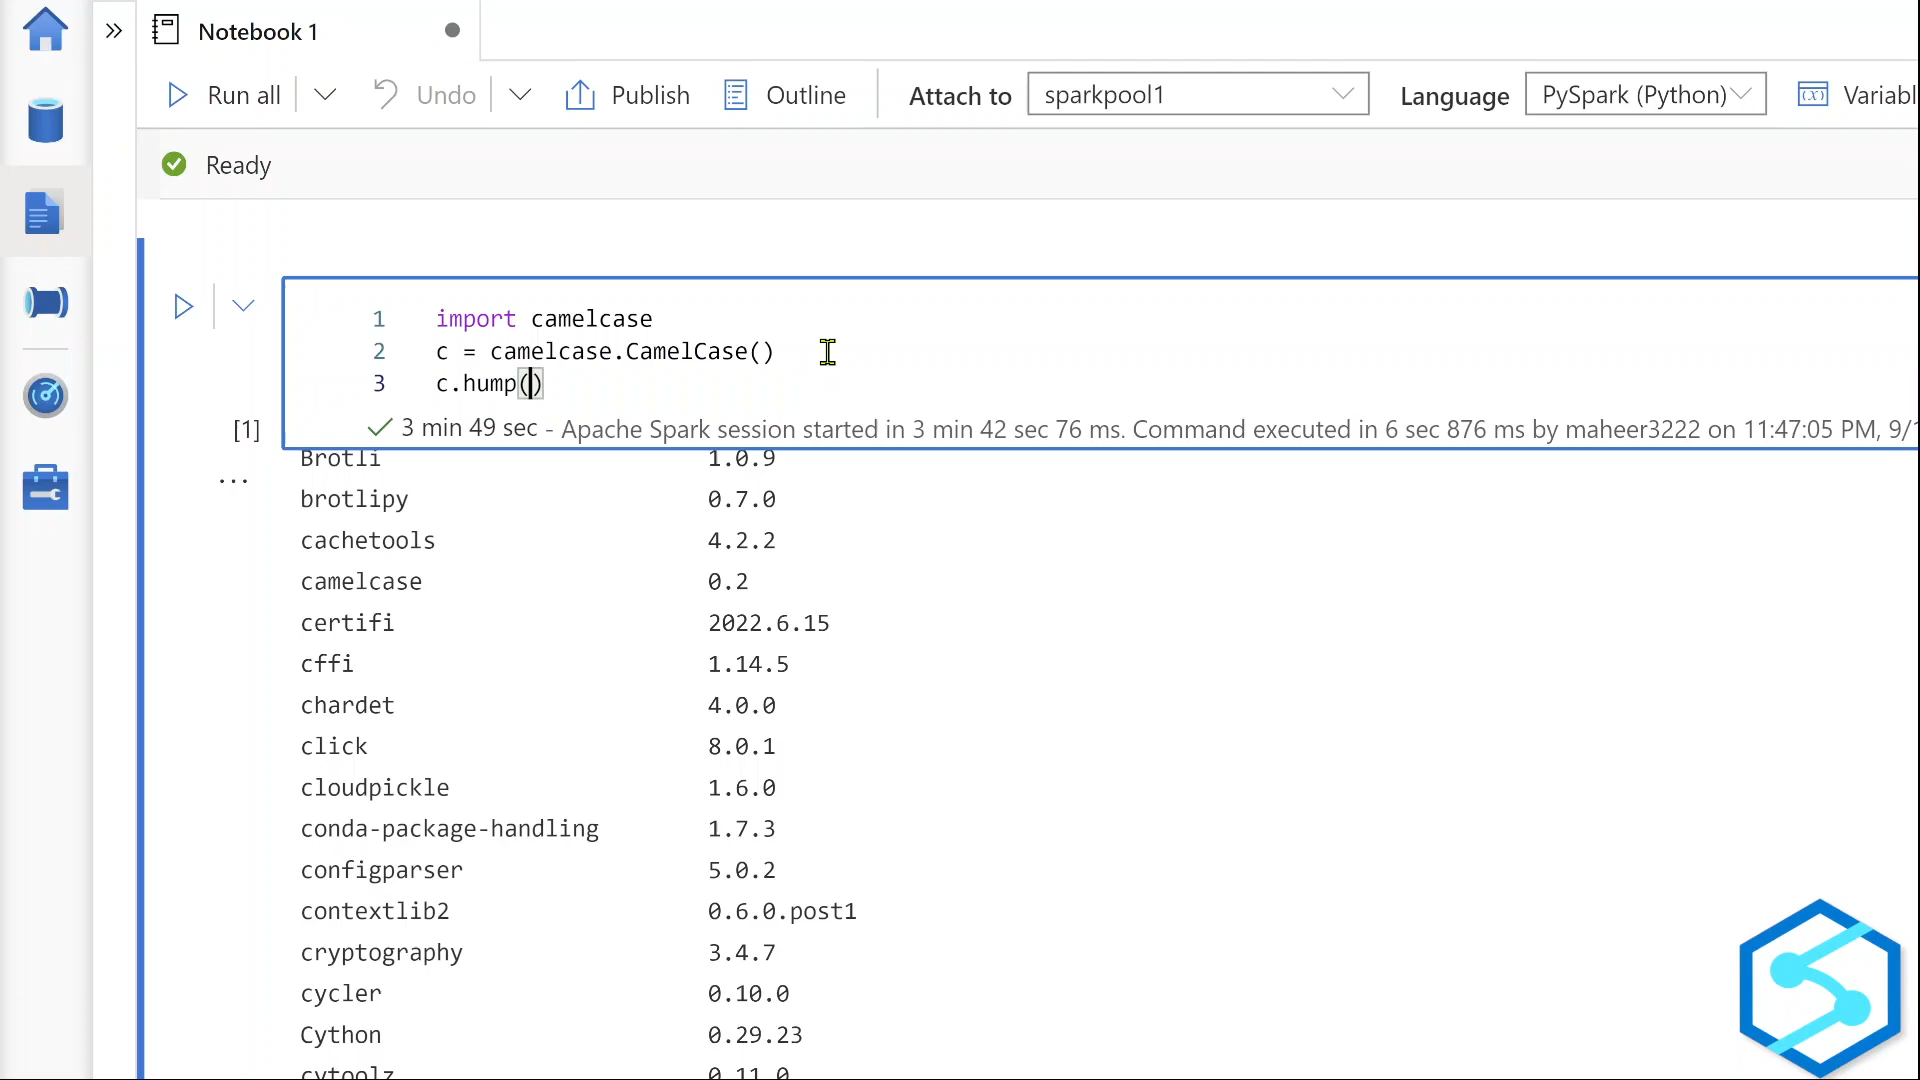 Notebook 1
Run all Undo Publish Outline Attach to sparkpool1 Language PySpark (Python) (x) Variabl
Ready
1 import camelcase
2 c = camelcase.CamelCase()
3 c.hump()
[1] 3 min 49 sec - Apache Spark session started in 3 min 42 sec 76 ms. Command executed in 6 sec 876 ms by maheer3222 on 11:47:05 PM, 9/1
Brotli 1.0.9
...
brotlipy 0.7.0
cachetools 4.2.2
camelcase 0.2
certifi 2022.6.15
cffi 1.14.5
chardet 4.0.0
click 8.0.1
cloudpickle 1.6.0
conda-package-handling 1.7.3
configparser 5.0.2
contextlib2 0.6.0.post1
cryptography 3.4.7
cycler 0.10.0
Cython 0.29.23
cytoolz 0.11.0